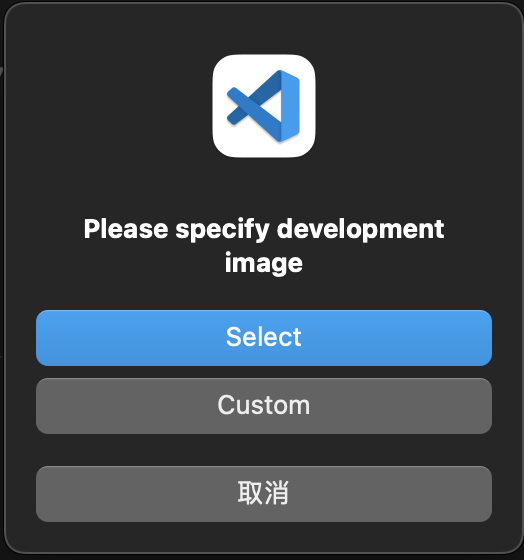 Please specify development
image
Select
Custom
取消